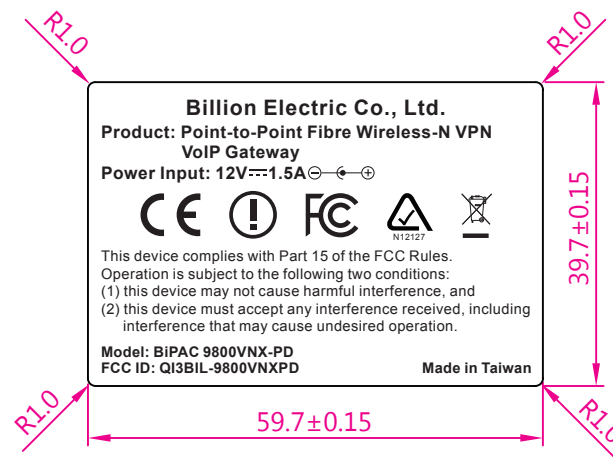 R1.0
R1.0
Billion Electric Co., Ltd.
Product: Point-to-Point Fibre Wireless-N VPN
VoIP Gateway
Power Input: 12V⎓1.5A⊖⊕
CE FC
N12127
This device complies with Part 15 of the FCC Rules.
Operation is subject to the following two conditions:
(1) this device may not cause harmful interference, and
(2) this device must accept any interference received, including
interference that may cause undesired operation.
Model: BiPAC 9800VNX-PD
FCC ID: QI3BIL-9800VNXPD
Made in Taiwan
39.7±0.15
R1.0
59.7±0.15
R1.0